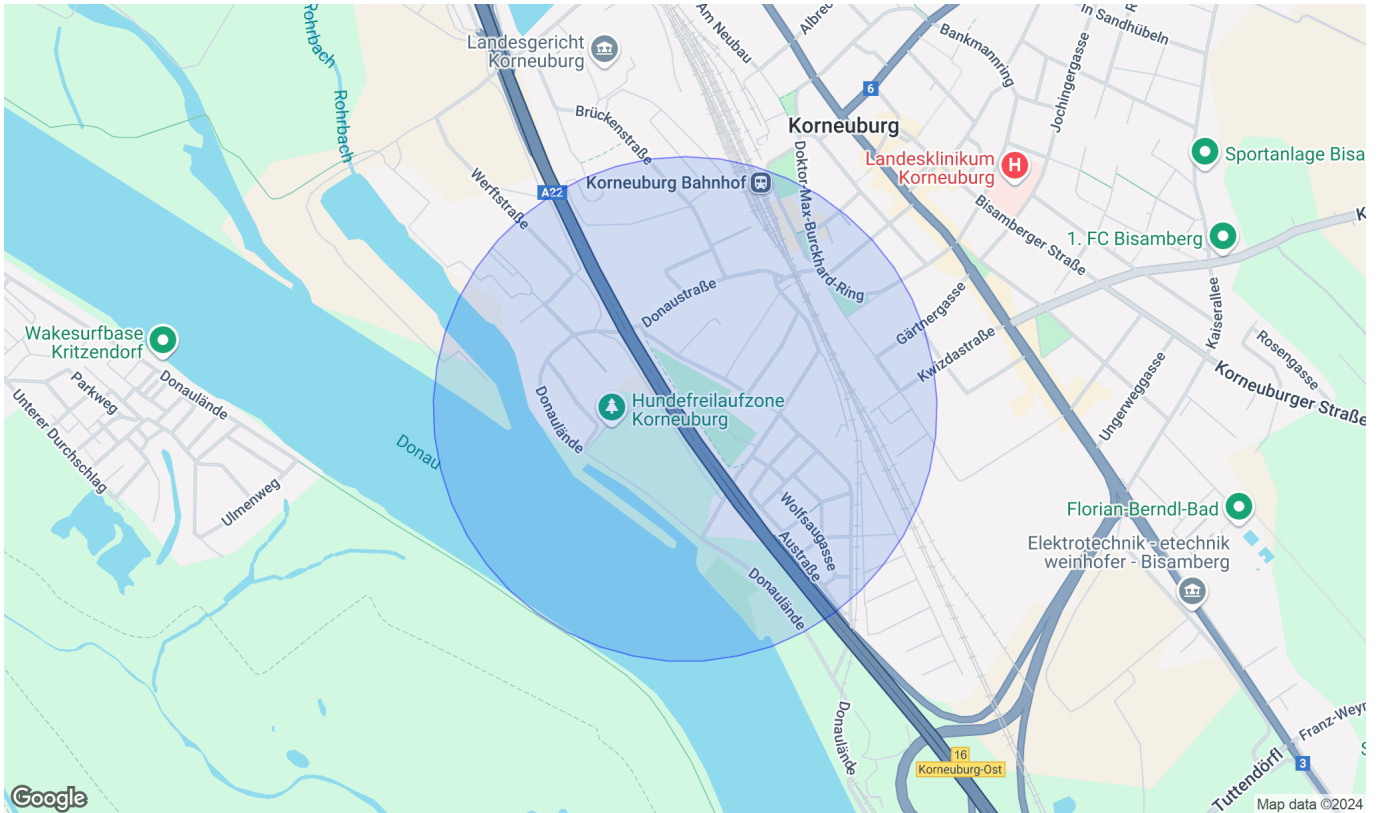 Rohrbach
Am Neubau
Albrec
In Sandhübeln
R
Bankmannring
Landesgericht
Korneuburg
6
Jochingergasse
Rohrbach
Brückenstraße
Korneuburg
Landesklinikum
Korneuburg
H
Sportanlage Bisa
Doktor-Max-Burckhard-Ring
Werftstraße
A22
Korneuburg Bahnhof
Bisamberger Straße
K
1. FC Bisamberg
Donaustraße
Gärtnergasse
Kaiserallee
Wakesurfbase
Kritzendorf
Kwizdastraße
Rosengasse
Parkweg
Donaulände
Korneuburger Straße
Unterer Durchschlag
Donaulände
Hundefreilaufzone
Korneuburg
Ungerweggasse
Donau
Ulmenweg
Wolfsaugasse
Austraße
Florian-Berndl-Bad
Elektrotechnik - etechnik
weinhofer - Bisamberg
Donaulände
Donaulände
Franz-Weyr
S
16
Korneuburg-Ost
3
Tuttendörfl
Google
Map data ©2024